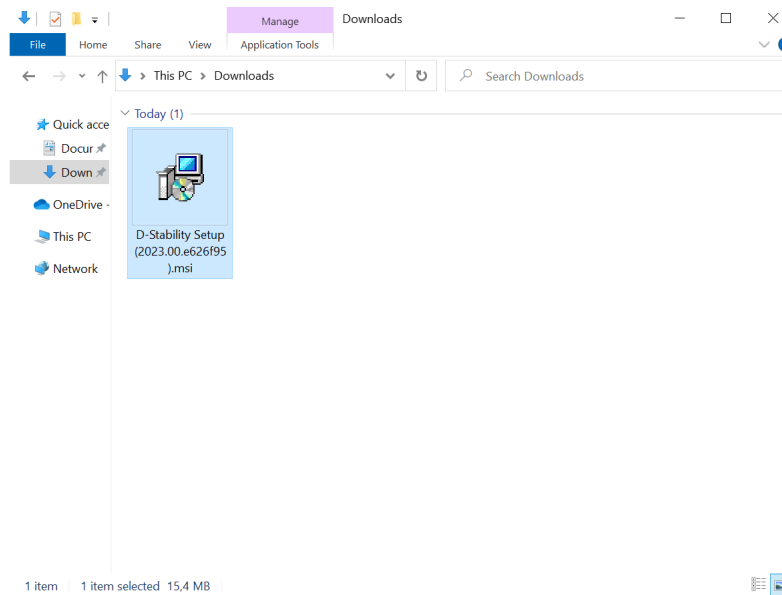 Manage
Downloads
File
Home
Share
View
Application Tools
This PC
Downloads
Search Downloads
Quick acce
Docur
Down
OneDrive -
This PC
Network
Today (1)
D-Stability Setup
(2023.00.e626f95
).msi
1 item
1 item selected 15,4 MB